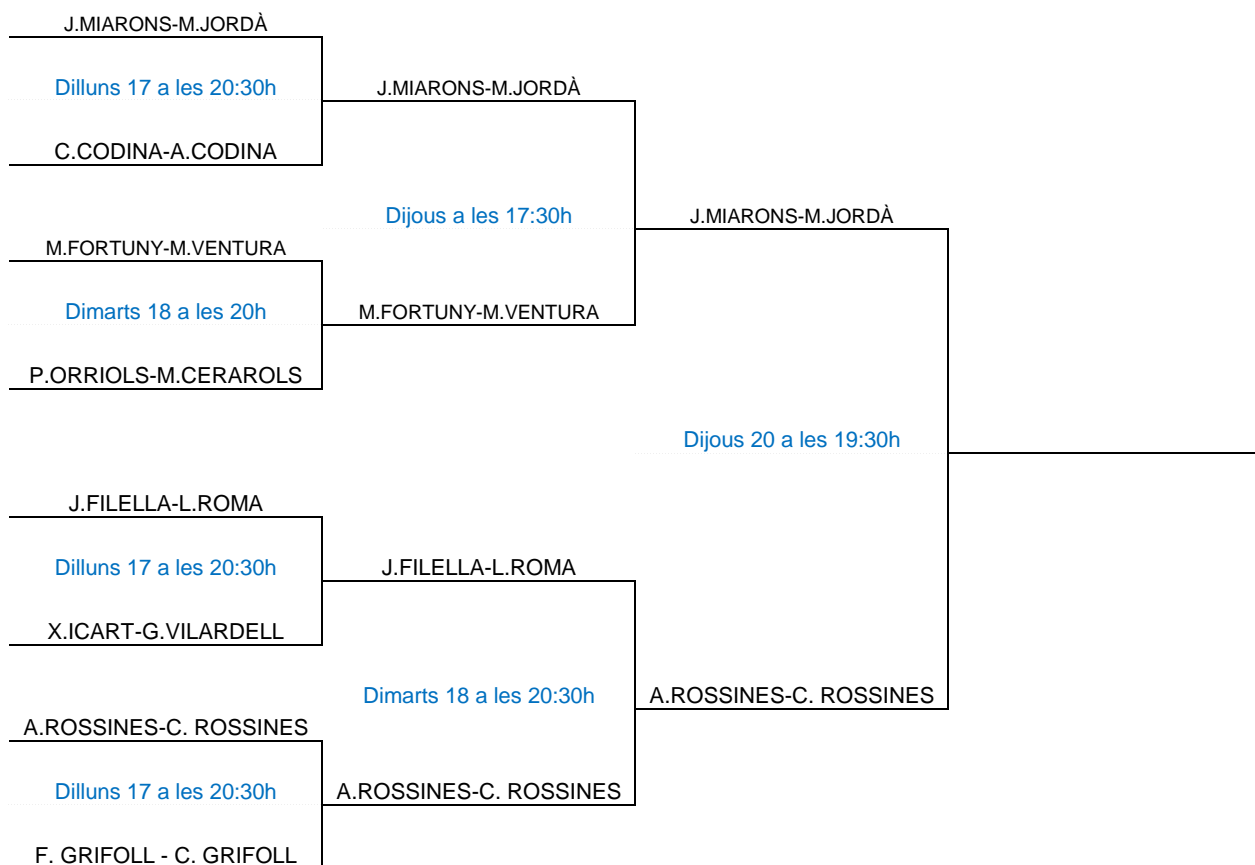 J.MIARONS-M.JORDÀ
Dilluns 17 a les 20:30h
J.MIARONS-M.JORDÀ
C.CODINA-A.CODINA
Dijous a les 17:30h
J.MIARONS-M.JORDÀ
M.FORTUNY-M.VENTURA
Dimarts 18 a les 20h
M.FORTUNY-M.VENTURA
P.ORRIOLS-M.CERAROLS
Dijous 20 a les 19:30h
J.FILELLA-L.ROMA
Dilluns 17 a les 20:30h
J.FILELLA-L.ROMA
X.ICART-G.VILARDELL
Dimarts 18 a les 20:30h
A.ROSSINES-C. ROSSINES
A.ROSSINES-C. ROSSINES
Dilluns 17 a les 20:30h
A.ROSSINES-C. ROSSINES
F. GRIFOLL - C. GRIFOLL